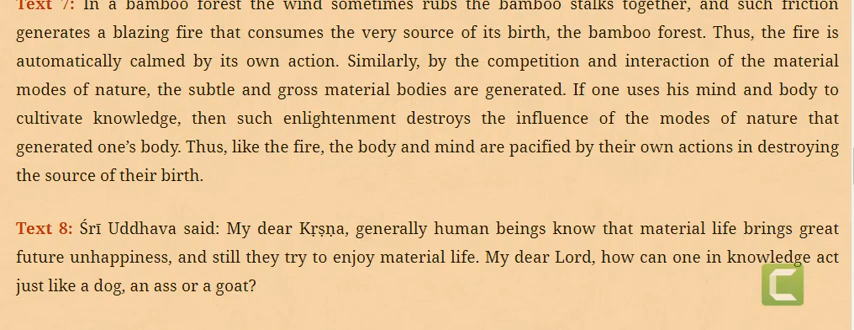 Text 7: In a bamboo forest the wind sometimes rubs the bamboo stalks together, and such friction
generates a blazing fire that consumes the very source of its birth, the bamboo forest. Thus, the fire is
automatically calmed by its own action. Similarly, by the competition and interaction of the material
modes of nature, the subtle and gross material bodies are generated. If one uses his mind and body to
cultivate knowledge, then such enlightenment destroys the influence of the modes of nature that
generated one’s body. Thus, like the fire, the body and mind are pacified by their own actions in destroying
the source of their birth.
Text 8: Śrī Uddhava said: My dear Kṛṣṇa, generally human beings know that material life brings great
future unhappiness, and still they try to enjoy material life. My dear Lord, how can one in knowledge act
just like a dog, an ass or a goat?